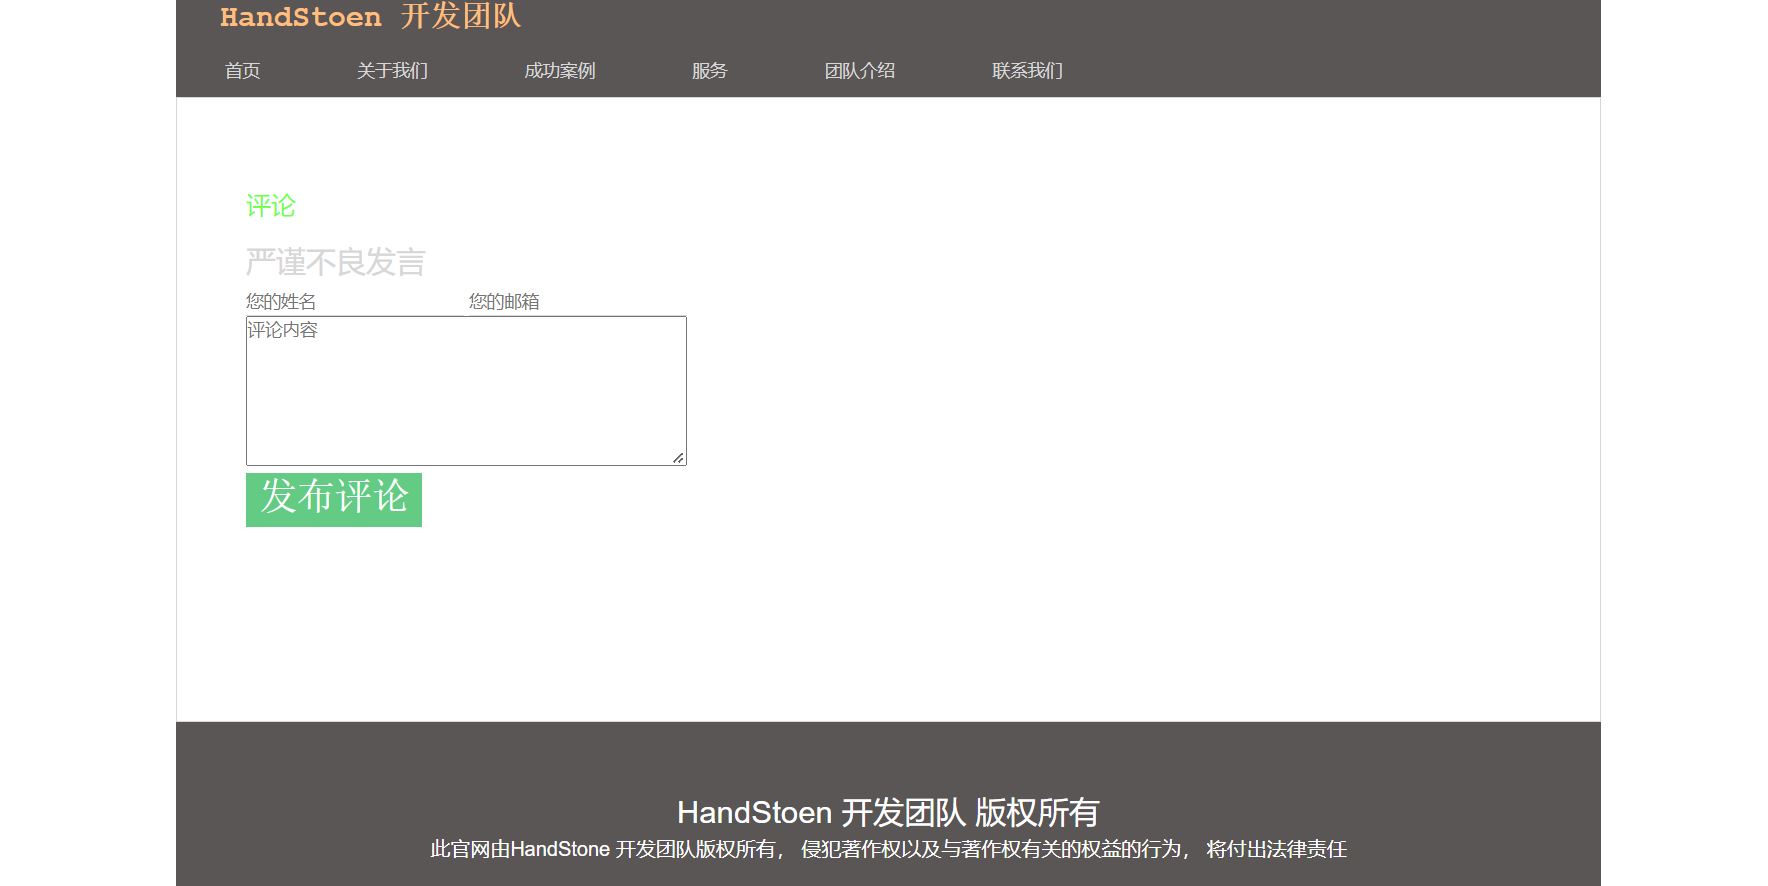 HandStoen 开发团队
首页 关于我们 成功案例 服务 团队介绍 联系我们
评论
严谨不良发言
您的姓名 您的邮箱
评论内容
发布评论
HandStoen 开发团队 版权所有
此官网由HandStone 开发团队版权所有， 侵犯著作权以及与著作权有关的权益的行为， 将付出法律责任